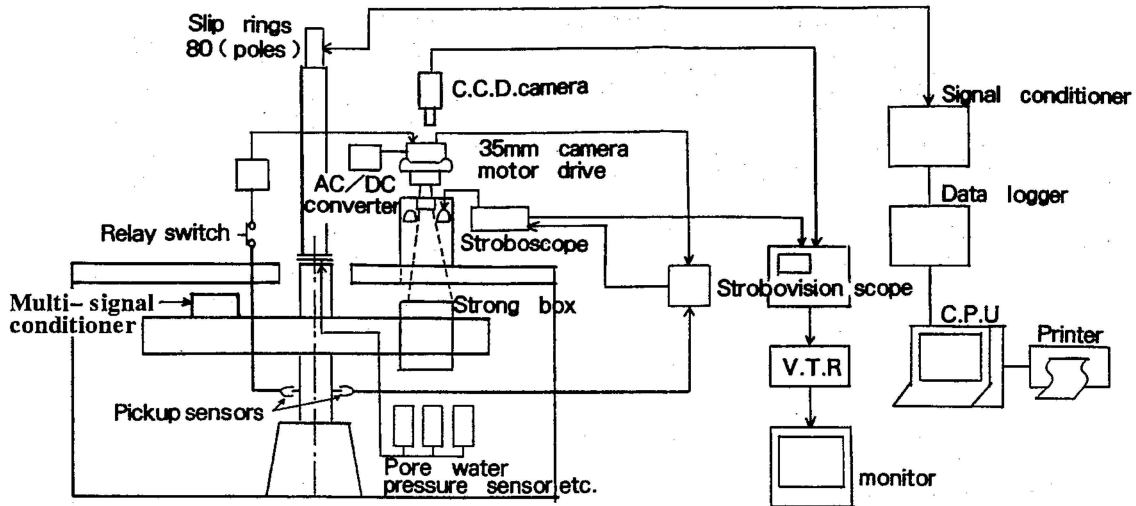 Slip rings
80 ( poles )
C.C.D. camera
Signal conditioner
35mm camera
motor drive
AC/DC
converter
Data logger
Relay switch
Stroboscope
Multi-signal
conditioner
Strong box
Strobovision scope
C.P.U
Printer
V.T.R
Pickup sensors
Pore water
pressure sensor,etc.
monitor